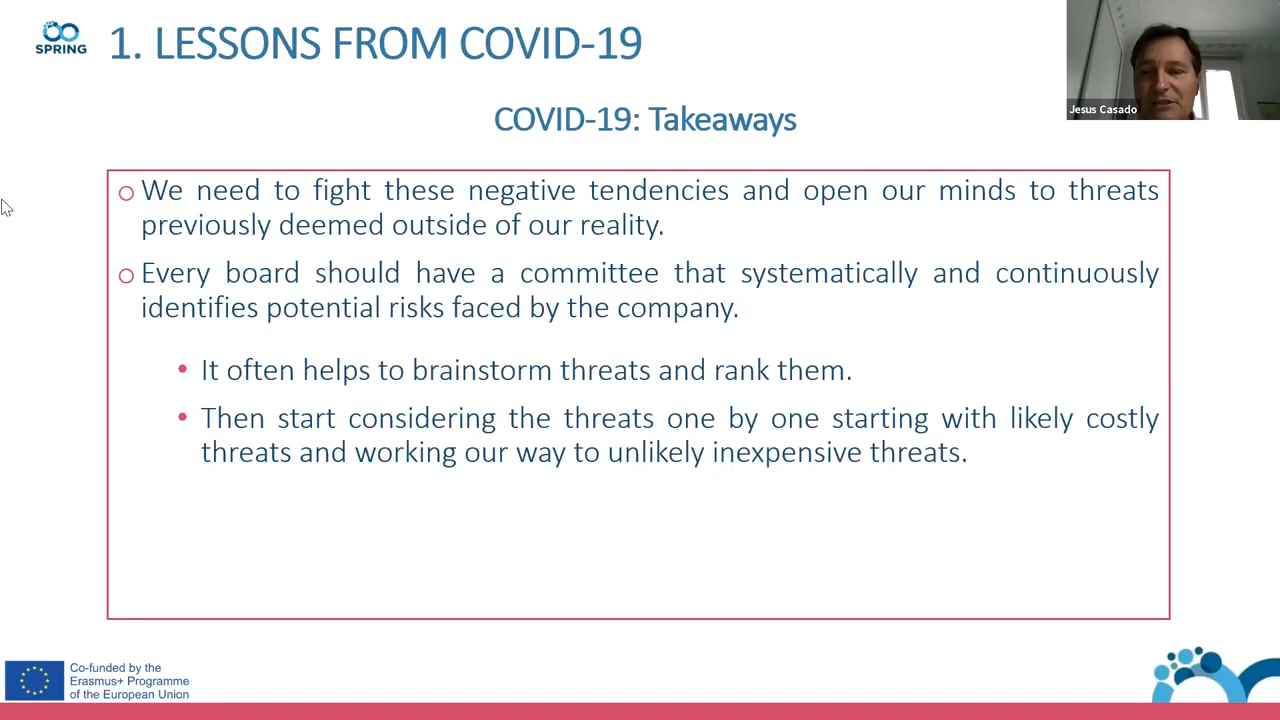 SPRING
1. LESSONS FROM COVID-19
Jesus Casado
COVID-19: Takeaways
We need to fight these negative tendencies and open our minds to threats
previously deemed outside of our reality.
Every board should have a committee that systematically and continuously
identifies potential risks faced by the company.
It often helps to brainstorm threats and rank them.
Then start considering the threats one by one starting with likely costly
threats and working our way to unlikely inexpensive threats.
Co-funded by the
Erasmus+ Programme
of the European Union